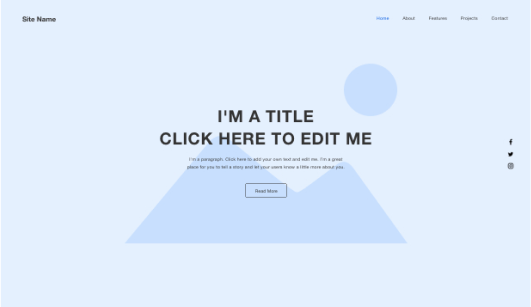 Site Name
Home About Features Projects Contact
I'M A TITLE
CLICK HERE TO EDIT ME
I'm a paragraph. Click here to add your own text and edit me. I'm a great
place for you to tell a story and let your users know a little more about you.
Read More